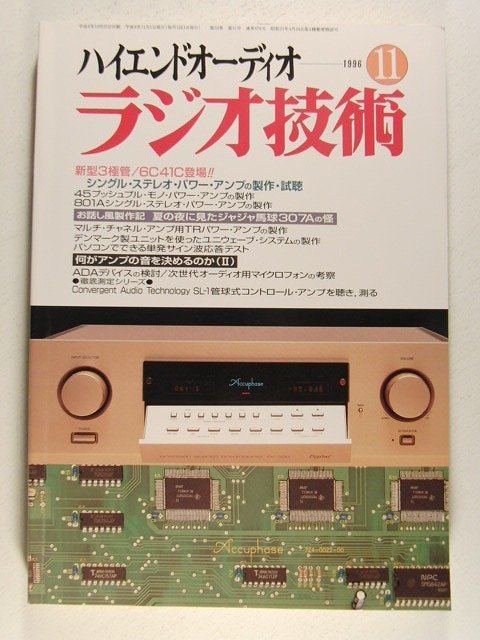 ハイエンドオーディオ
1996
11
ラジオ技術
新型3極管/6C41C登場!!
シングル・ステレオ・パワー・アンプの製作・試聴
45プッシュプル・モノ・パワー・アンプの製作
801Aシングル・ステレオ・パワー・アンプの製作
お話し風製作記 夏の夜に見たジャジャ馬球307Aの怪
マルチ・チャネル・アンプ用TRパワー・アンプの製作
デンマーク製ユニットを使ったユニウェーブ・システムの製作
パソコンでできる単発サイン波応答テスト
何がアンプの音を決めるのか(II)
ADAデバイスの検討/次世代オーディオ用マイクロフォンの考察
●徹底測定シリーズ●
Convergent Audio Technology SL-1管球式コントロール・アンプを聴き,測る
INPUT SELECTOR
VOLUME
Accuphase
POWER
ATTENUATOR
Accuphase
NPC